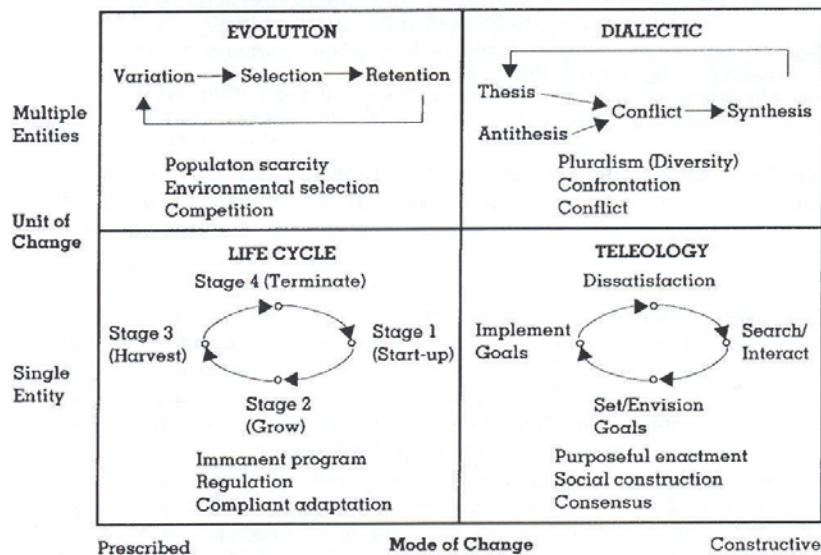 EVOLUTION
Variation Selection Retention
Populaton scarcity
Environmental selection
Competition
DIALECTIC
Thesis
Antithesis
Conflict Synthesis
Pluralism (Diversity)
Confrontation
Conflict
Multiple
Entities
Unit of
Change
Single
Entity
LIFE CYCLE
Stage 4 (Terminate)
Stage 3
(Harvest)
Stage 1
(Start-up)
Stage 2
(Grow)
Immanent program
Regulation
Compliant adaptation
TELEOLOGY
Dissatisfaction
Implement
Goals
Search/
Interact
Set/Envision
Goals
Purposeful enactment
Social construction
Consensus
Prescribed Mode of Change Constructive